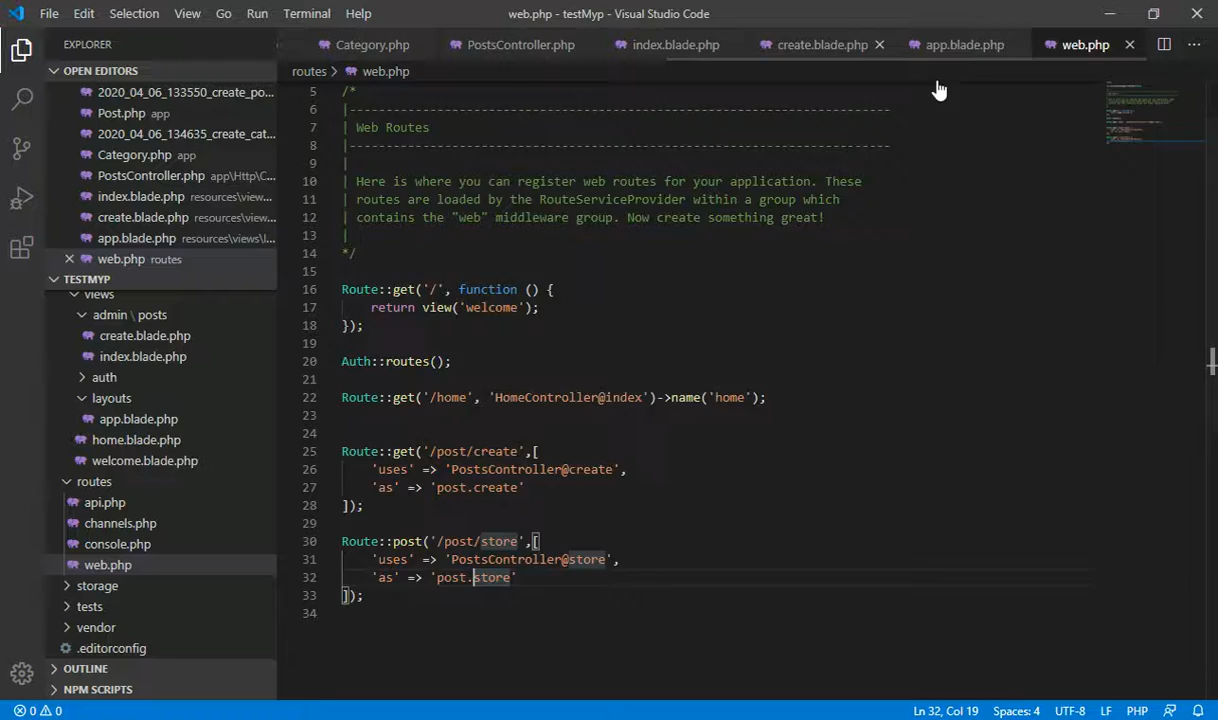 File Edit Selection View Go Run Terminal Help
web.php - testMyp - Visual Studio Code
EXPLORER
Category.php PostsController.php index.blade.php create.blade.php app.blade.php web.php
OPEN EDITORS
routes > web.php
2020_04_06_133550_create_po...
Post.php app
2020_04_06_134635_create_cat...
Category.php app
PostsController.php app\Http\C...
index.blade.php resources\view...
create.blade.php resources\view...
app.blade.php resources\views\l...
web.php routes
TESTMYP
views
admin \ posts
create.blade.php
index.blade.php
auth
layouts
app.blade.php
home.blade.php
welcome.blade.php
routes
api.php
channels.php
console.php
web.php
storage
tests
vendor
.editorconfig
OUTLINE
NPM SCRIPTS
5 /*
6 |--------------------------------------------------------------------------
7 | Web Routes
8 |--------------------------------------------------------------------------
9 |
10 | Here is where you can register web routes for your application. These
11 | routes are loaded by the RouteServiceProvider within a group which
12 | contains the "web" middleware group. Now create something great!
13 |
14 */
15
16 Route::get('/', function () {
17 return view('welcome');
18 });
19
20 Auth::routes();
21
22 Route::get('/home', 'HomeController@index')->name('home');
23
24
25 Route::get('/post/create',[
26 'uses' => 'PostsController@create',
27 'as' => 'post.create'
28 ]);
29
30 Route::post('/post/store',[
31 'uses' => 'PostsController@store',
32 'as' => 'post.store'
33 ]);
34
0 0 Ln 32, Col 19 Spaces: 4 UTF-8 LF PHP